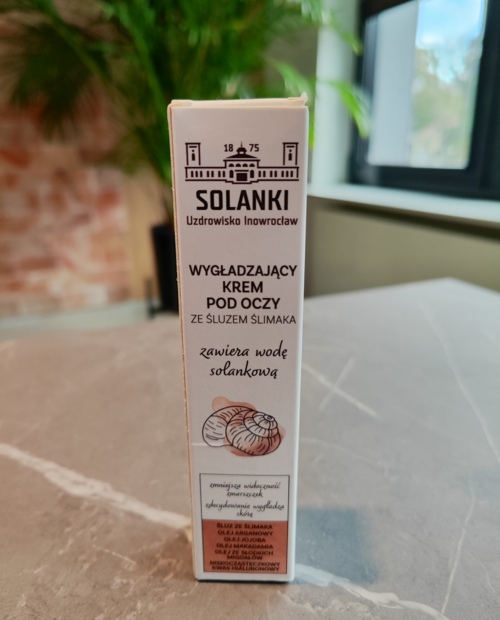 18 75
SOLANKI
Uzdrowisko Inowrocław
WYGŁADZAJĄCY
KREM
POD OCZY
ZE ŚLUZEM ŚLIMAKA
zawiera wodę
solankową
zmniejsza widoczność
zmarszczek
zdecydowanie wygładza
skórę
ŚLUZ ZE ŚLIMAKA
OLEJ ARGANOWY
OLEJ JOJOBA
OLEJ MAKADAMIA
OLEJ ZE SŁODKICH
MIGDAŁÓW
NISKOCZĄSTECZKOWY
KWAS HIALURONOWY